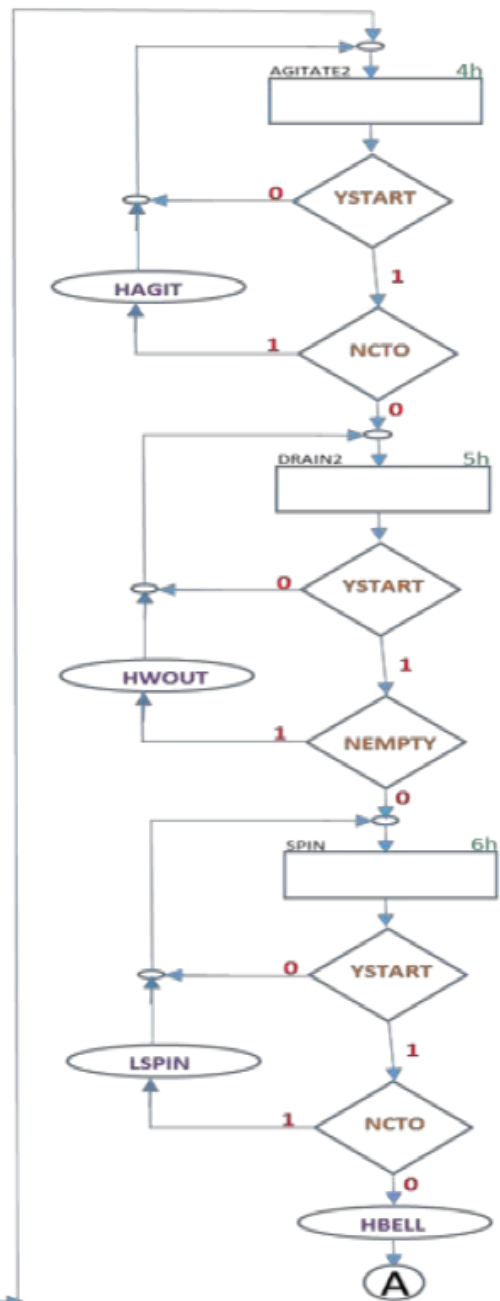 AGITATE2 4h
YSTART
0
1
HAGIT
NCTO
1
0
DRAIN2 5h
YSTART
0
1
HWOUT
NEMPTY
1
0
SPIN 6h
YSTART
0
1
LSPIN
NCTO
1
0
HBELL
A